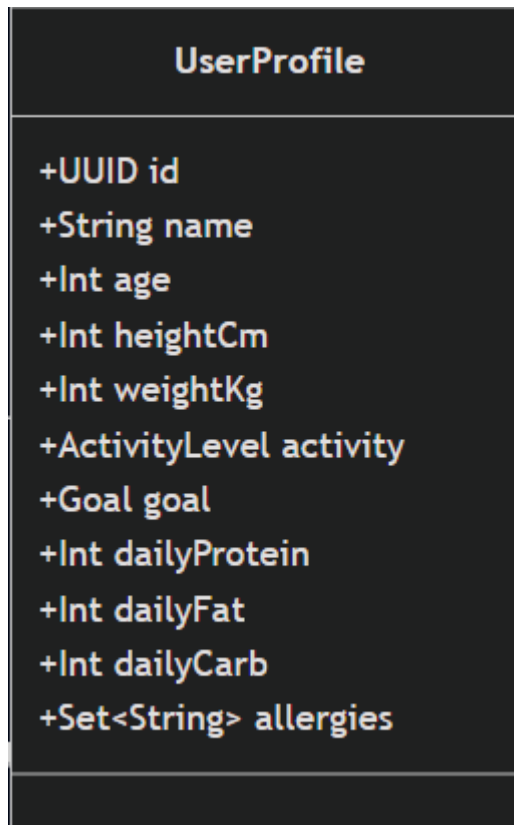 UserProfile
+UUID id
+String name
+Int age
+Int heightCm
+Int weightKg
+ActivityLevel activity
+Goal goal
+Int dailyProtein
+Int dailyFat
+Int dailyCarb
+Set<String> allergies